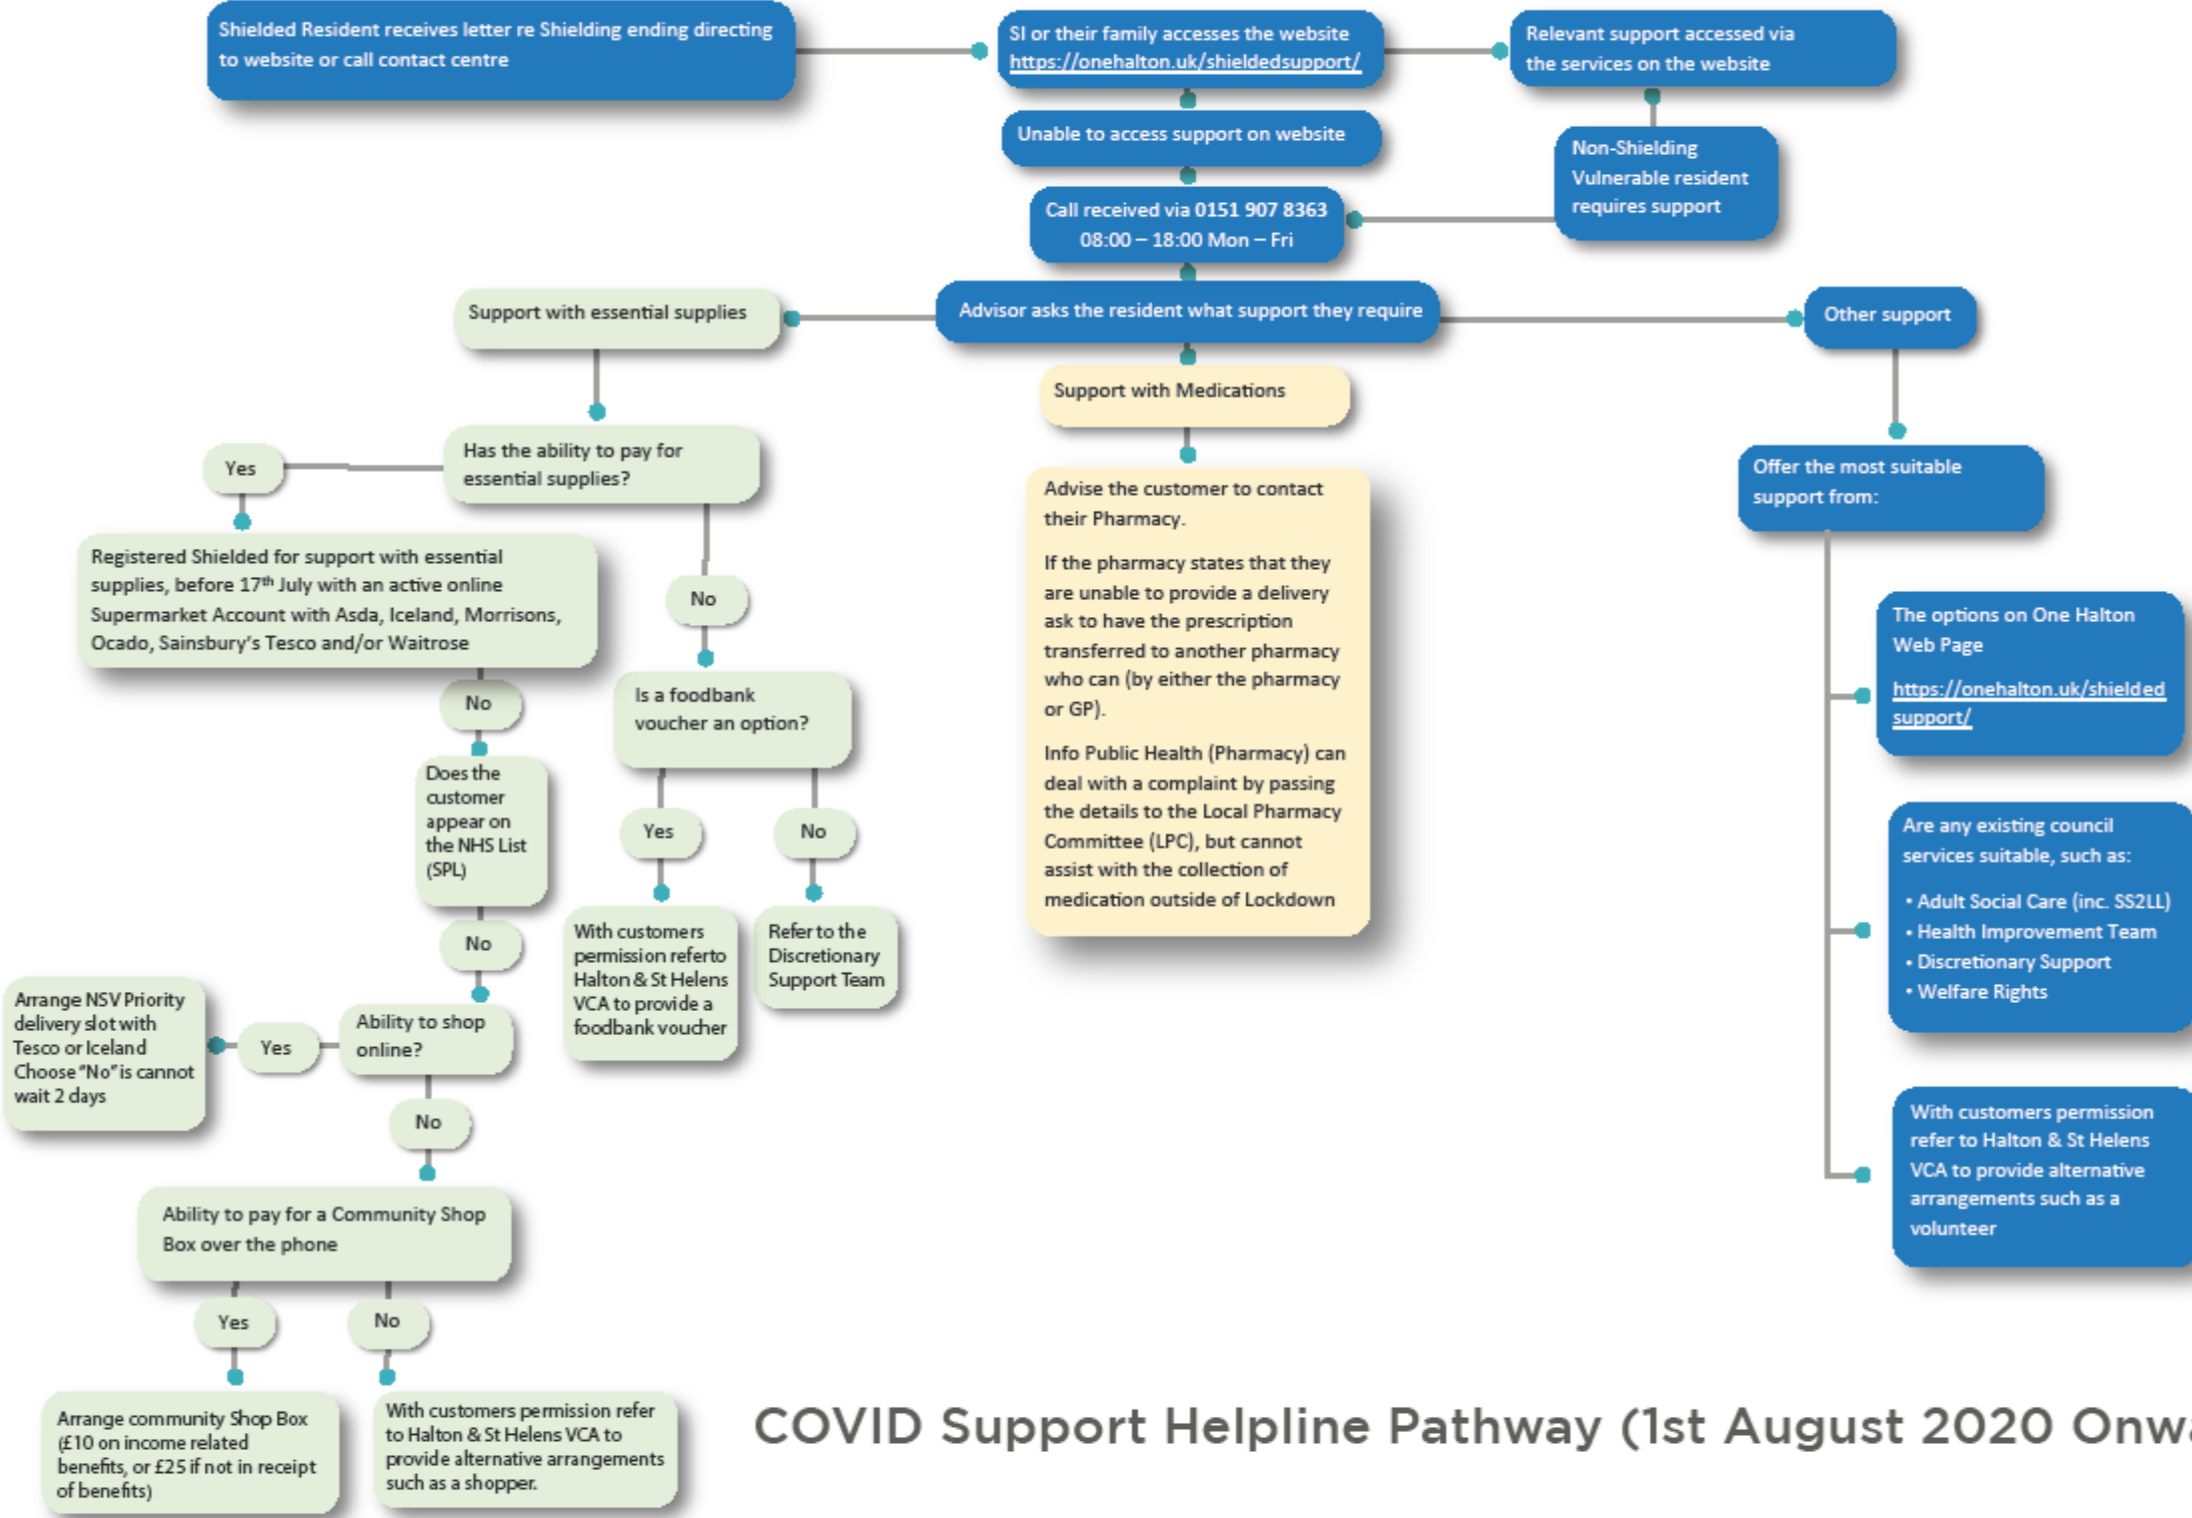 Shielded Resident receives letter re Shielding ending directing
to website or call contact centre
SI or their family accesses the website
https://onehalton.uk/shieldedsupport/
Relevant support accessed via
the services on the website
Unable to access support on website
Non-Shielding
Vulnerable resident
requires support
Call received via 0151 907 8363
08:00 – 18:00 Mon – Fri
Advisor asks the resident what support they require
Support with essential supplies
Other support
Support with Medications
Has the ability to pay for
essential supplies?
Yes
Registered Shielded for support with essential
supplies, before 17th July with an active online
Supermarket Account with Asda, Iceland, Morrisons,
Ocado, Sainsbury's Tesco and/or Waitrose
No
Does the
customer
appear on
the NHS List
(SPL)
No
Ability to shop
online?
Yes
Arrange NSV Priority
delivery slot with
Tesco or Iceland
Choose "No" is cannot
wait 2 days
No
Ability to pay for a Community Shop
Box over the phone
Yes
Arrange community Shop Box
(£10 on income related
benefits, or £25 if not in receipt
of benefits)
No
With customers permission refer
to Halton & St Helens VCA to
provide alternative arrangements
such as a shopper.
No
Is a foodbank
voucher an option?
Yes
With customers
permission referto
Halton & St Helens
VCA to provide a
foodbank voucher
No
Refer to the
Discretionary
Support Team
Advise the customer to contact
their Pharmacy.
If the pharmacy states that they
are unable to provide a delivery
ask to have the prescription
transferred to another pharmacy
who can (by either the pharmacy
or GP).
Info Public Health (Pharmacy) can
deal with a complaint by passing
the details to the Local Pharmacy
Committee (LPC), but cannot
assist with the collection of
medication outside of Lockdown
Offer the most suitable
support from:
The options on One Halton
Web Page
https://onehalton.uk/shielded
support/
Are any existing council
services suitable, such as:
• Adult Social Care (inc. SS2LL)
• Health Improvement Team
• Discretionary Support
• Welfare Rights
With customers permission
refer to Halton & St Helens
VCA to provide alternative
arrangements such as a
volunteer
COVID Support Helpline Pathway (1st August 2020 Onwa